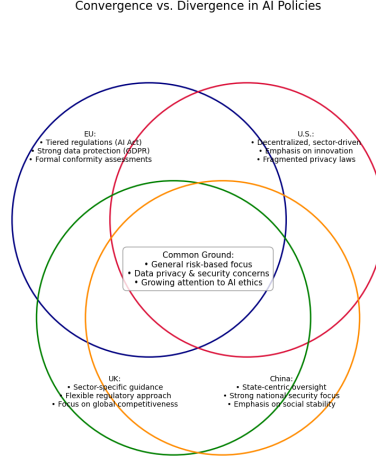 Convergence vs. Divergence in AI Policies
EU:
• Tiered regulations (AI Act)
• Strong data protection (GDPR)
• Formal conformity assessments
U.S.:
• Decentralized, sector-driven
• Emphasis on innovation
• Fragmented privacy laws
Common Ground:
• General risk-based focus
• Data privacy & security concerns
• Growing attention to AI ethics
UK:
• Sector-specific guidance
• Flexible regulatory approach
• Focus on global competitiveness
China:
• State-centric oversight
• Strong national security focus
• Emphasis on social stability